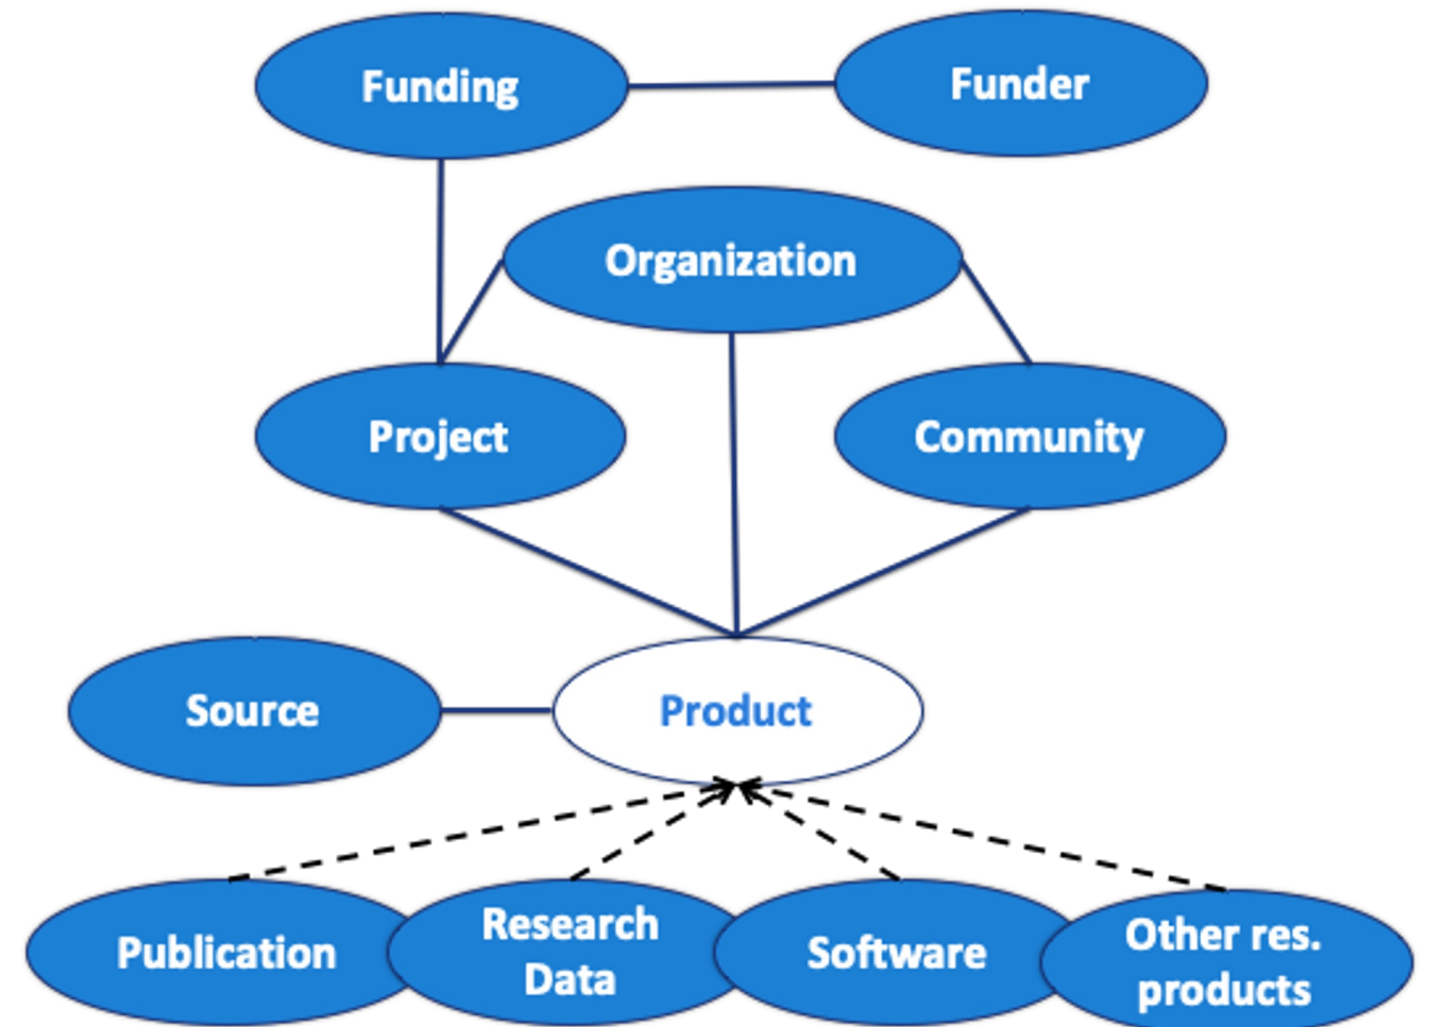 Funding
Funder
Organization
Project
Community
Source
Product
Publication
Research
Data
Software
Other res.
products